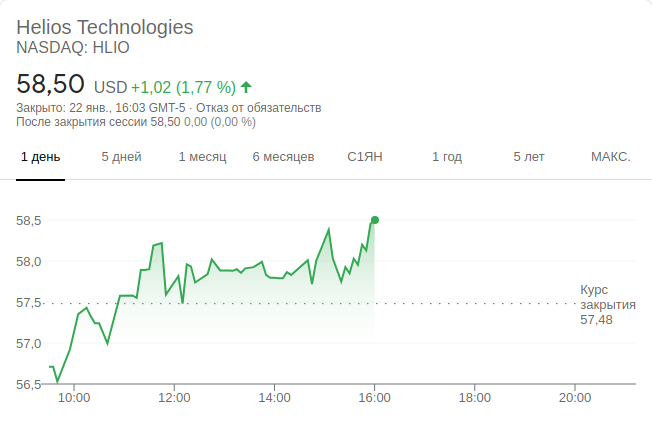 Helios Technologies
NASDAQ: HLIO
58,50 USD +1,02 (1,77 %)
Закрыто: 22 янв., 16:03 GMT-5 · Отказ от обязательств
После закрытия сессии 58,50 0,00 (0,00 %)
1 день 5 дней 1 месяц 6 месяцев С1ЯН 1 год 5 лет МАКС.
58,5
58,0
57,5
57,0
56,5
Курс
закрытия
57,48
10:00 12:00 14:00 16:00 18:00 20:00